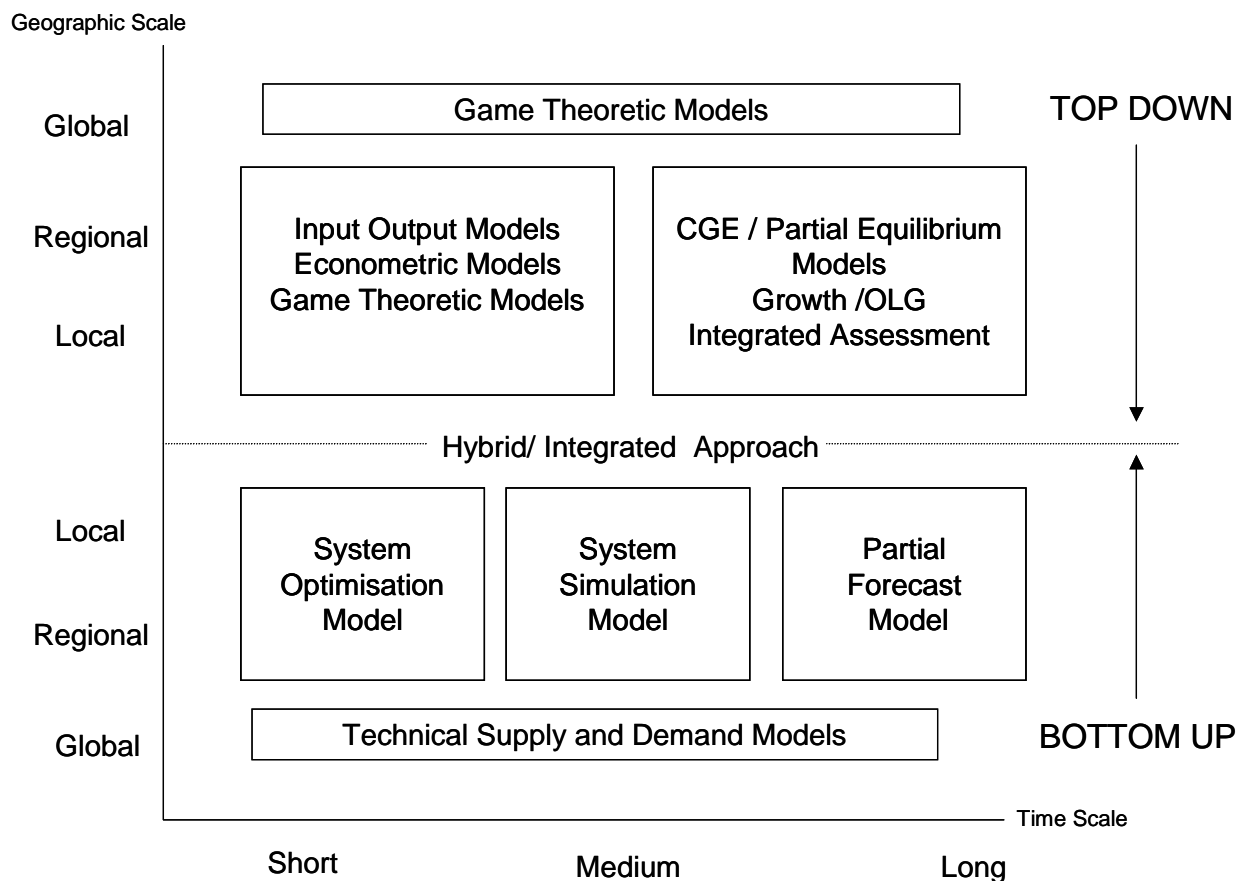 Geographic Scale
Global
Game Theoretic Models
TOP DOWN
Regional
Local
Input Output Models
Econometric Models
Game Theoretic Models
CGE / Partial Equilibrium
Models
Growth /OLG
Integrated Assessment
Hybrid/ Integrated Approach
Local
Regional
System
Optimisation
Model
System
Simulation
Model
Partial
Forecast
Model
Global
Technical Supply and Demand Models
BOTTOM UP
Time Scale
Short
Medium
Long